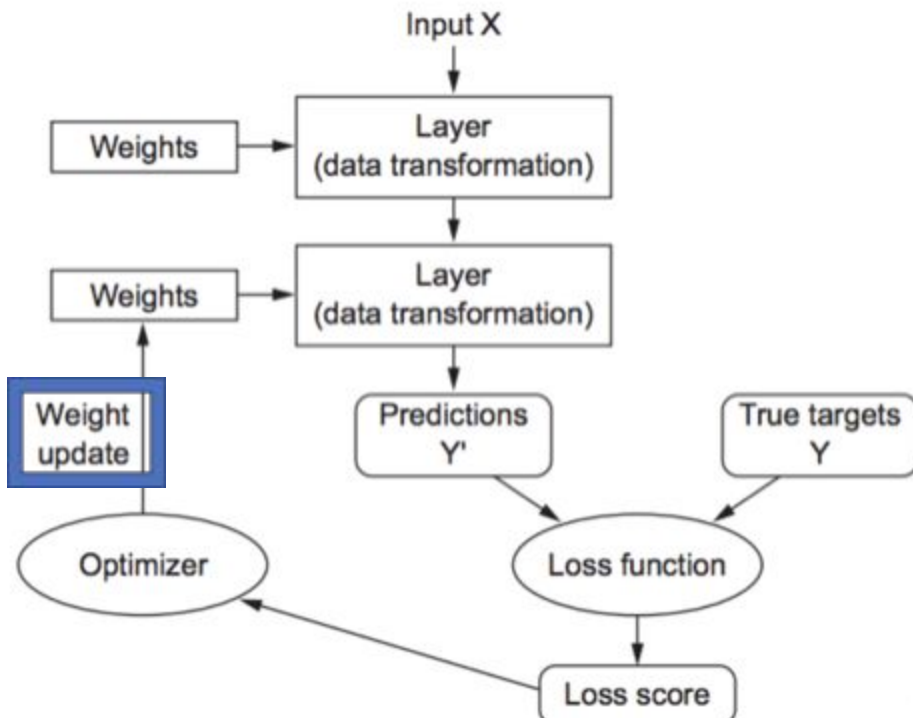 Input X
Weights
Layer
(data transformation)
Weights
Layer
(data transformation)
Weight
update
Predictions
Y'
True targets
Y
Optimizer
Loss function
Loss score